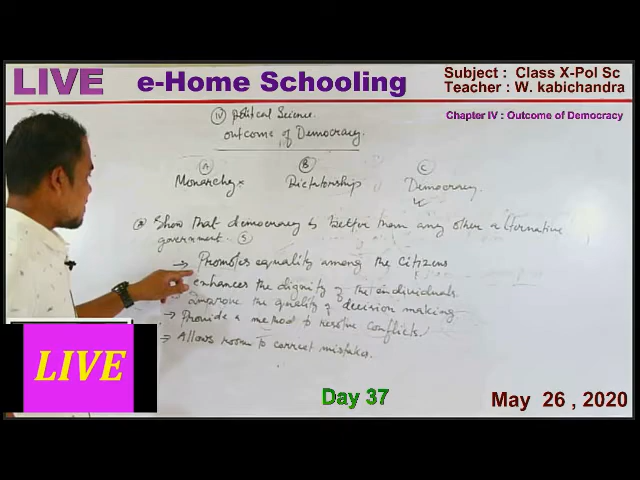 LIVE e-Home Schooling
Subject : Class X-Pol Sc
Teacher : W. kabichandra
Chapter IV : Outcome of Democracy
IV Political Science.
outcome of Democracy.
A B C
Monarchy× Dictatorship Democracy.
Show that democracy is better than any other alternative
government. (5)
→ Promotes equality among the Citizens
enhances the dignity of the individuals
Improve the quality of decision making.
→ Provide a method to resolve Conflicts
→ Allows room to correct mistakes.
LIVE
Day 37
May 26 , 2020